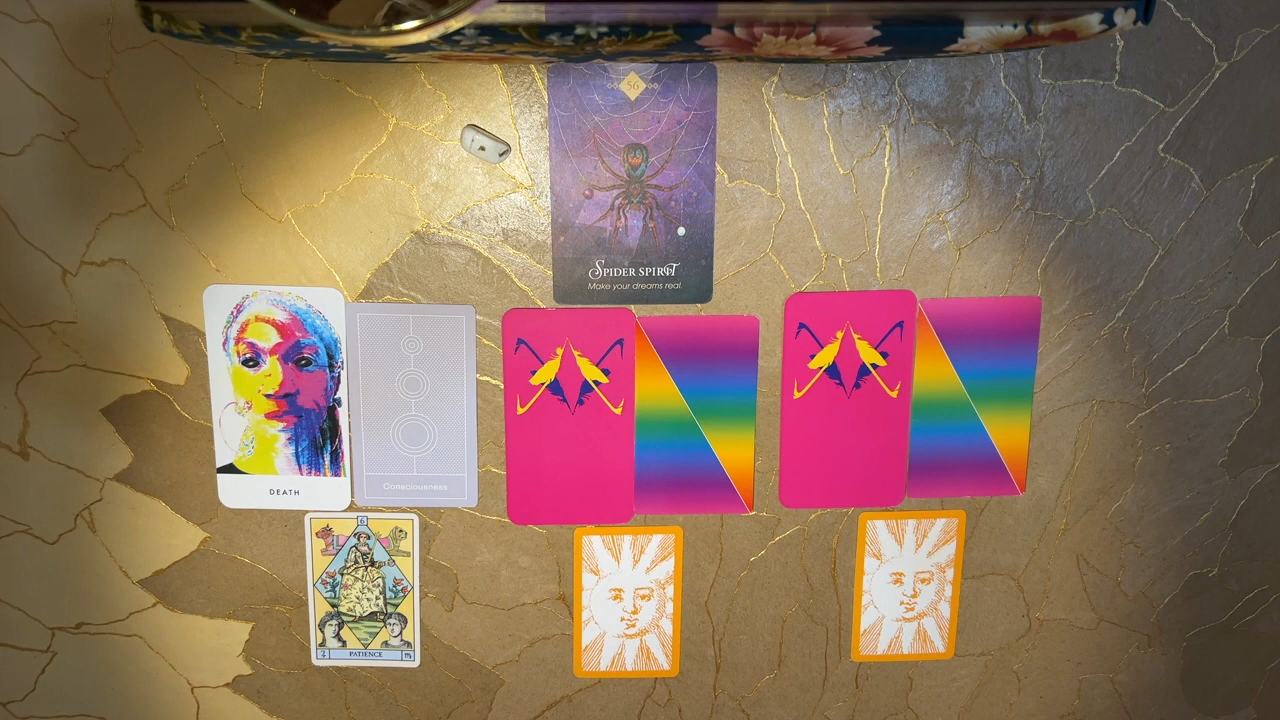 56
SPIDER SPIRIT
Make your dreams real.
DEATH
Consciousness
6
PATIENCE